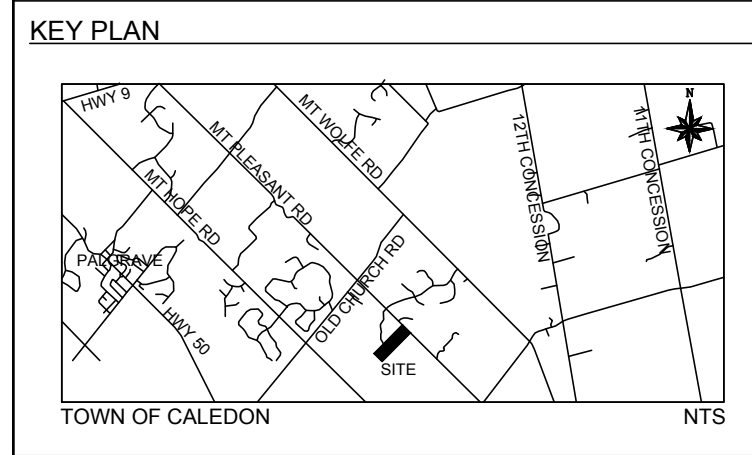 KEY PLAN
HWY 9
MT WOLFE RD
MT PLEASANT RD
12TH CONCESSION
11TH CONCESSION
N
MT HOPE RD
OLD CHURCH RD
PALGRAVE
HWY 50
SITE
TOWN OF CALEDON
NTS